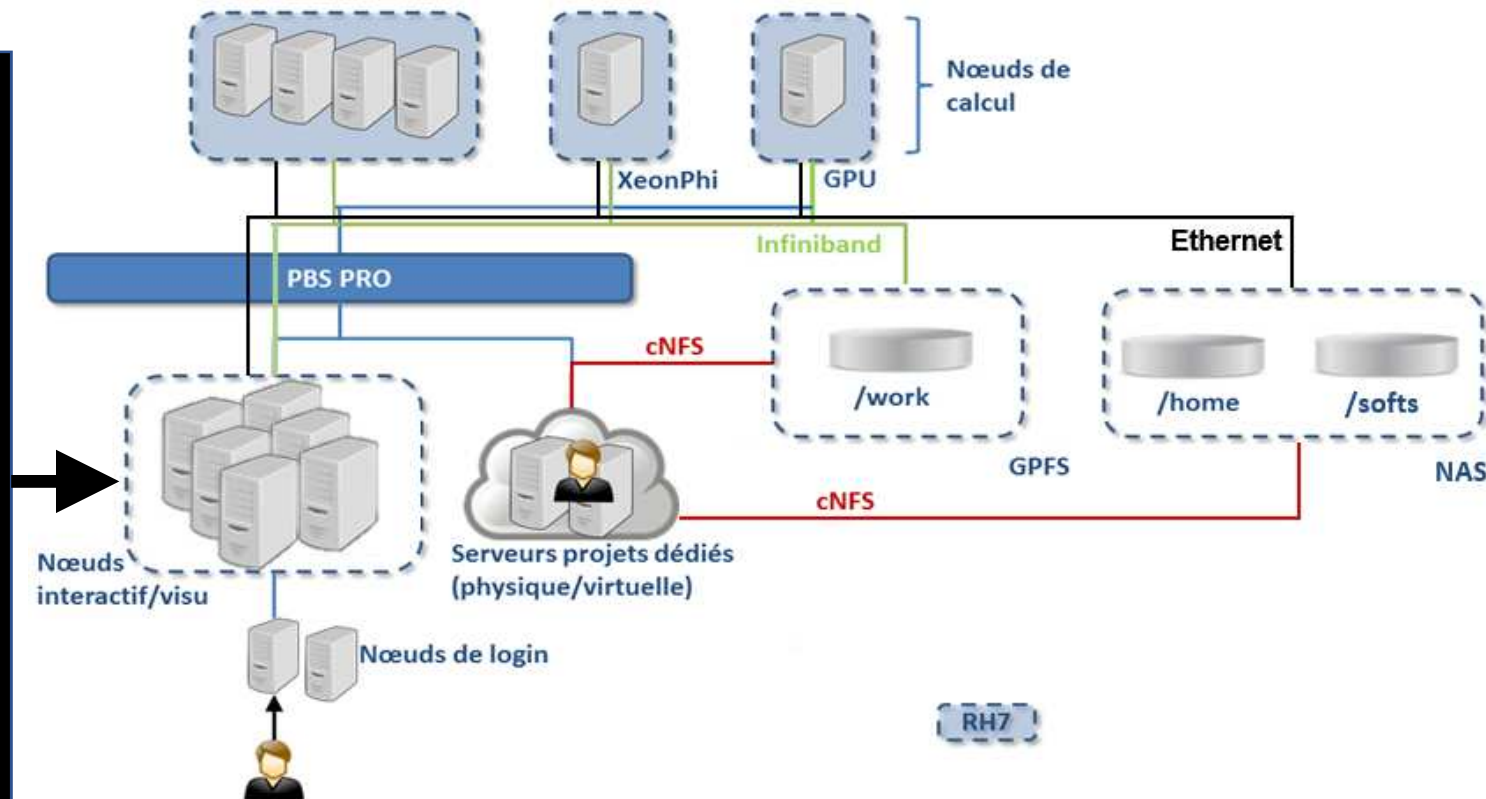 Nœuds de
calcul
XeonPhi
GPU
Infiniband
Ethernet
PBS PRO
cNFS
/work
/home
/softs
GPFS
NAS
cNFS
Nœuds
interactif/visu
Serveurs projets dédiés
(physique/virtuelle)
Nœuds de login
RH7